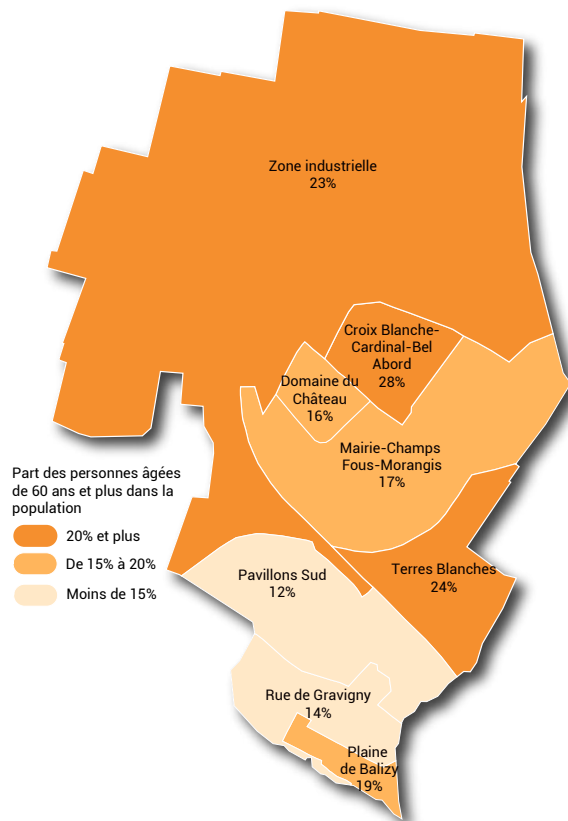 Zone industrielle
23%
Croix Blanche-
Cardinal-Bel
Abord
28%
Domaine du
Château
16%
Mairie-Champs
Fous-Morangis
17%
Part des personnes âgées
de 60 ans et plus dans la
population
20% et plus
De 15% à 20%
Moins de 15%
Terres Blanches
24%
Pavillons Sud
12%
Rue de Gravigny
14%
Plaine
de Balizy
19%